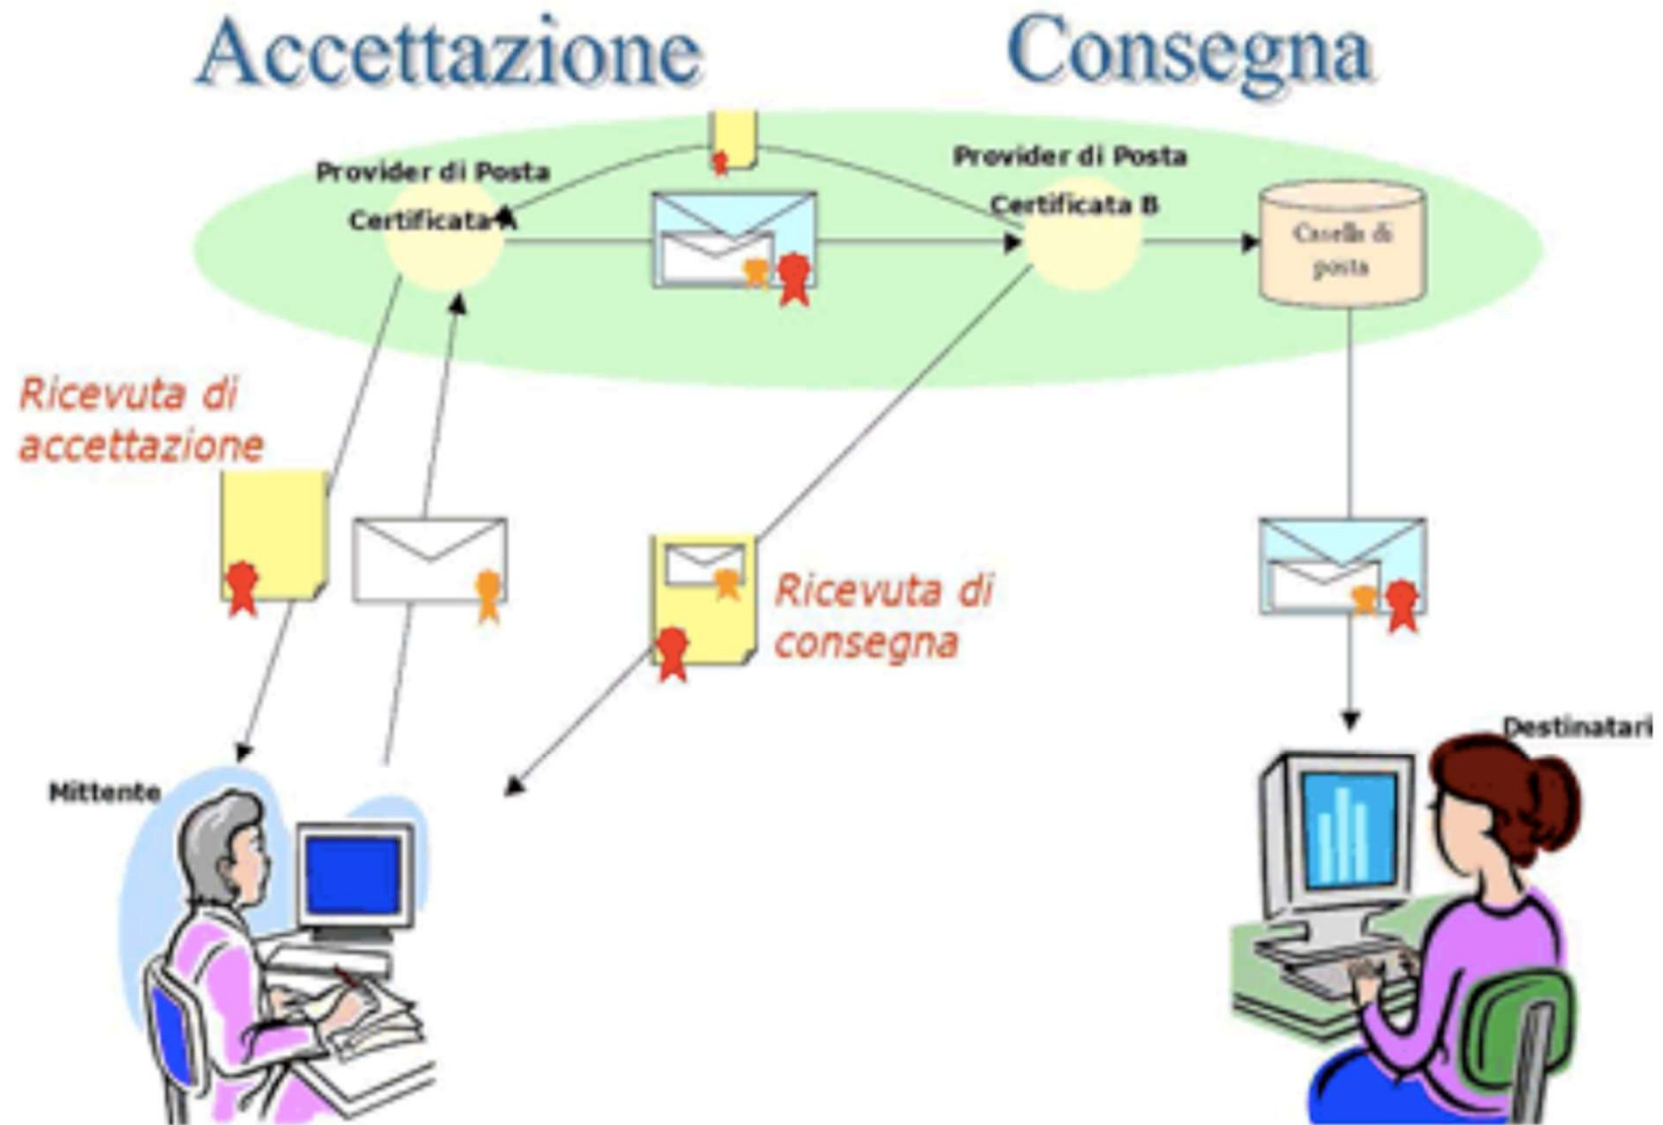 Accettazione
Consegna
Provider di Posta
Certificata A
Provider di Posta
Certificata B
Casella di
posta
Ricevuta di
accettazione
Ricevuta di
consegna
Mittente
Destinatari